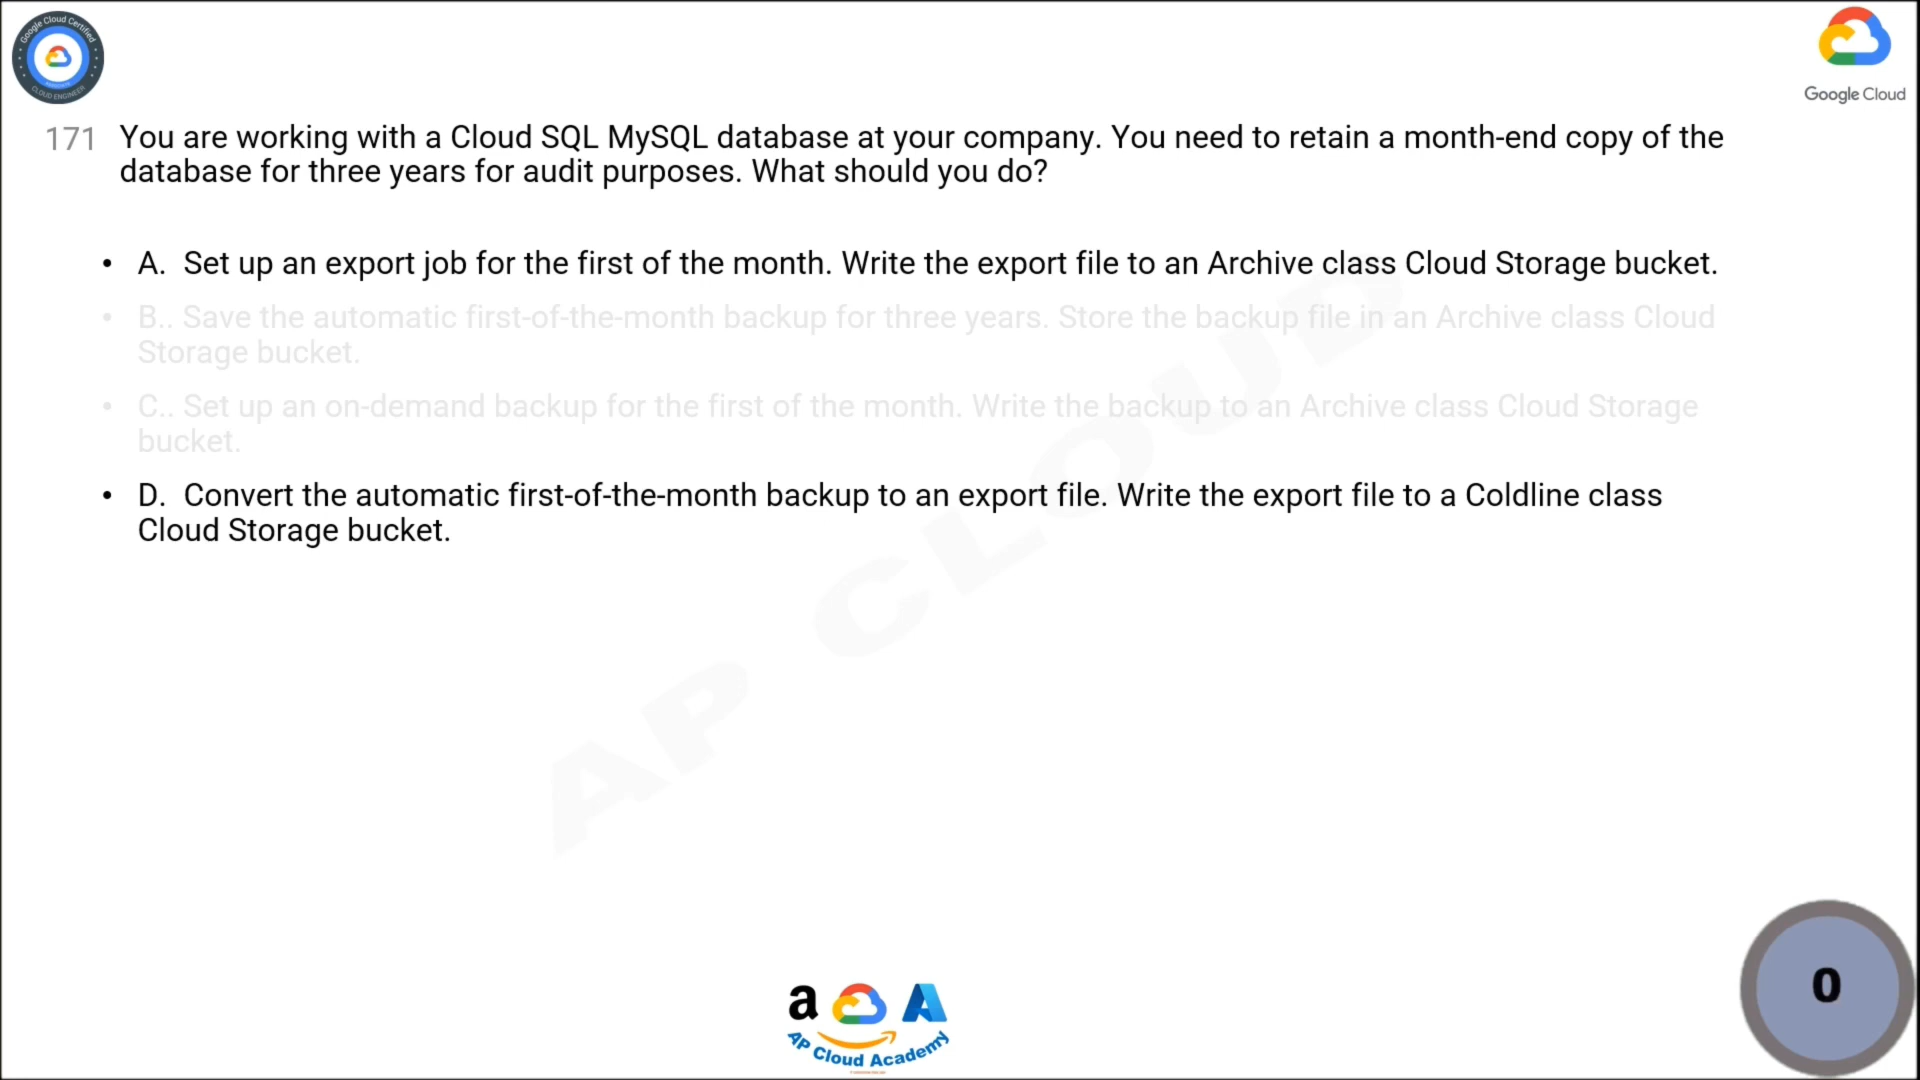 Google Cloud Certified
CLOUD ENGINEER
Google Cloud
171 You are working with a Cloud SQL MySQL database at your company. You need to retain a month-end copy of the
database for three years for audit purposes. What should you do?
• A. Set up an export job for the first of the month. Write the export file to an Archive class Cloud Storage bucket.
• B.. Save the automatic first-of-the-month backup for three years. Store the backup file in an Archive class Cloud
Storage bucket.
• C.. Set up an on-demand backup for the first of the month. Write the backup to an Archive class Cloud Storage
bucket.
• D. Convert the automatic first-of-the-month backup to an export file. Write the export file to a Coldline class
Cloud Storage bucket.
AP CLOUD
0
a
AP Cloud Academy